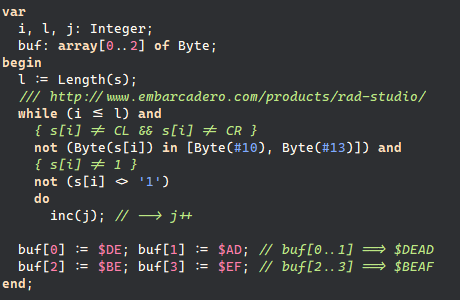 var
  i, l, j: Integer;
  buf: array[0..2] of Byte;
begin
  l := Length(s);
  /// http://www.embarcadero.com/products/rad-studio/
  while (i <= l) and
    { s[i] != CL && s[i] != CR }
    not (Byte(s[i]) in [Byte(#10), Byte(#13)]) and
    { s[i] != 1 }
    not (s[i] <> '1')
    do
      inc(j); // --> j++

  buf[0] := $DE; buf[1] := $AD; // buf[0..1] ==> $DEAD
  buf[2] := $BE; buf[3] := $EF; // buf[2..3] ==> $BEAF
end;